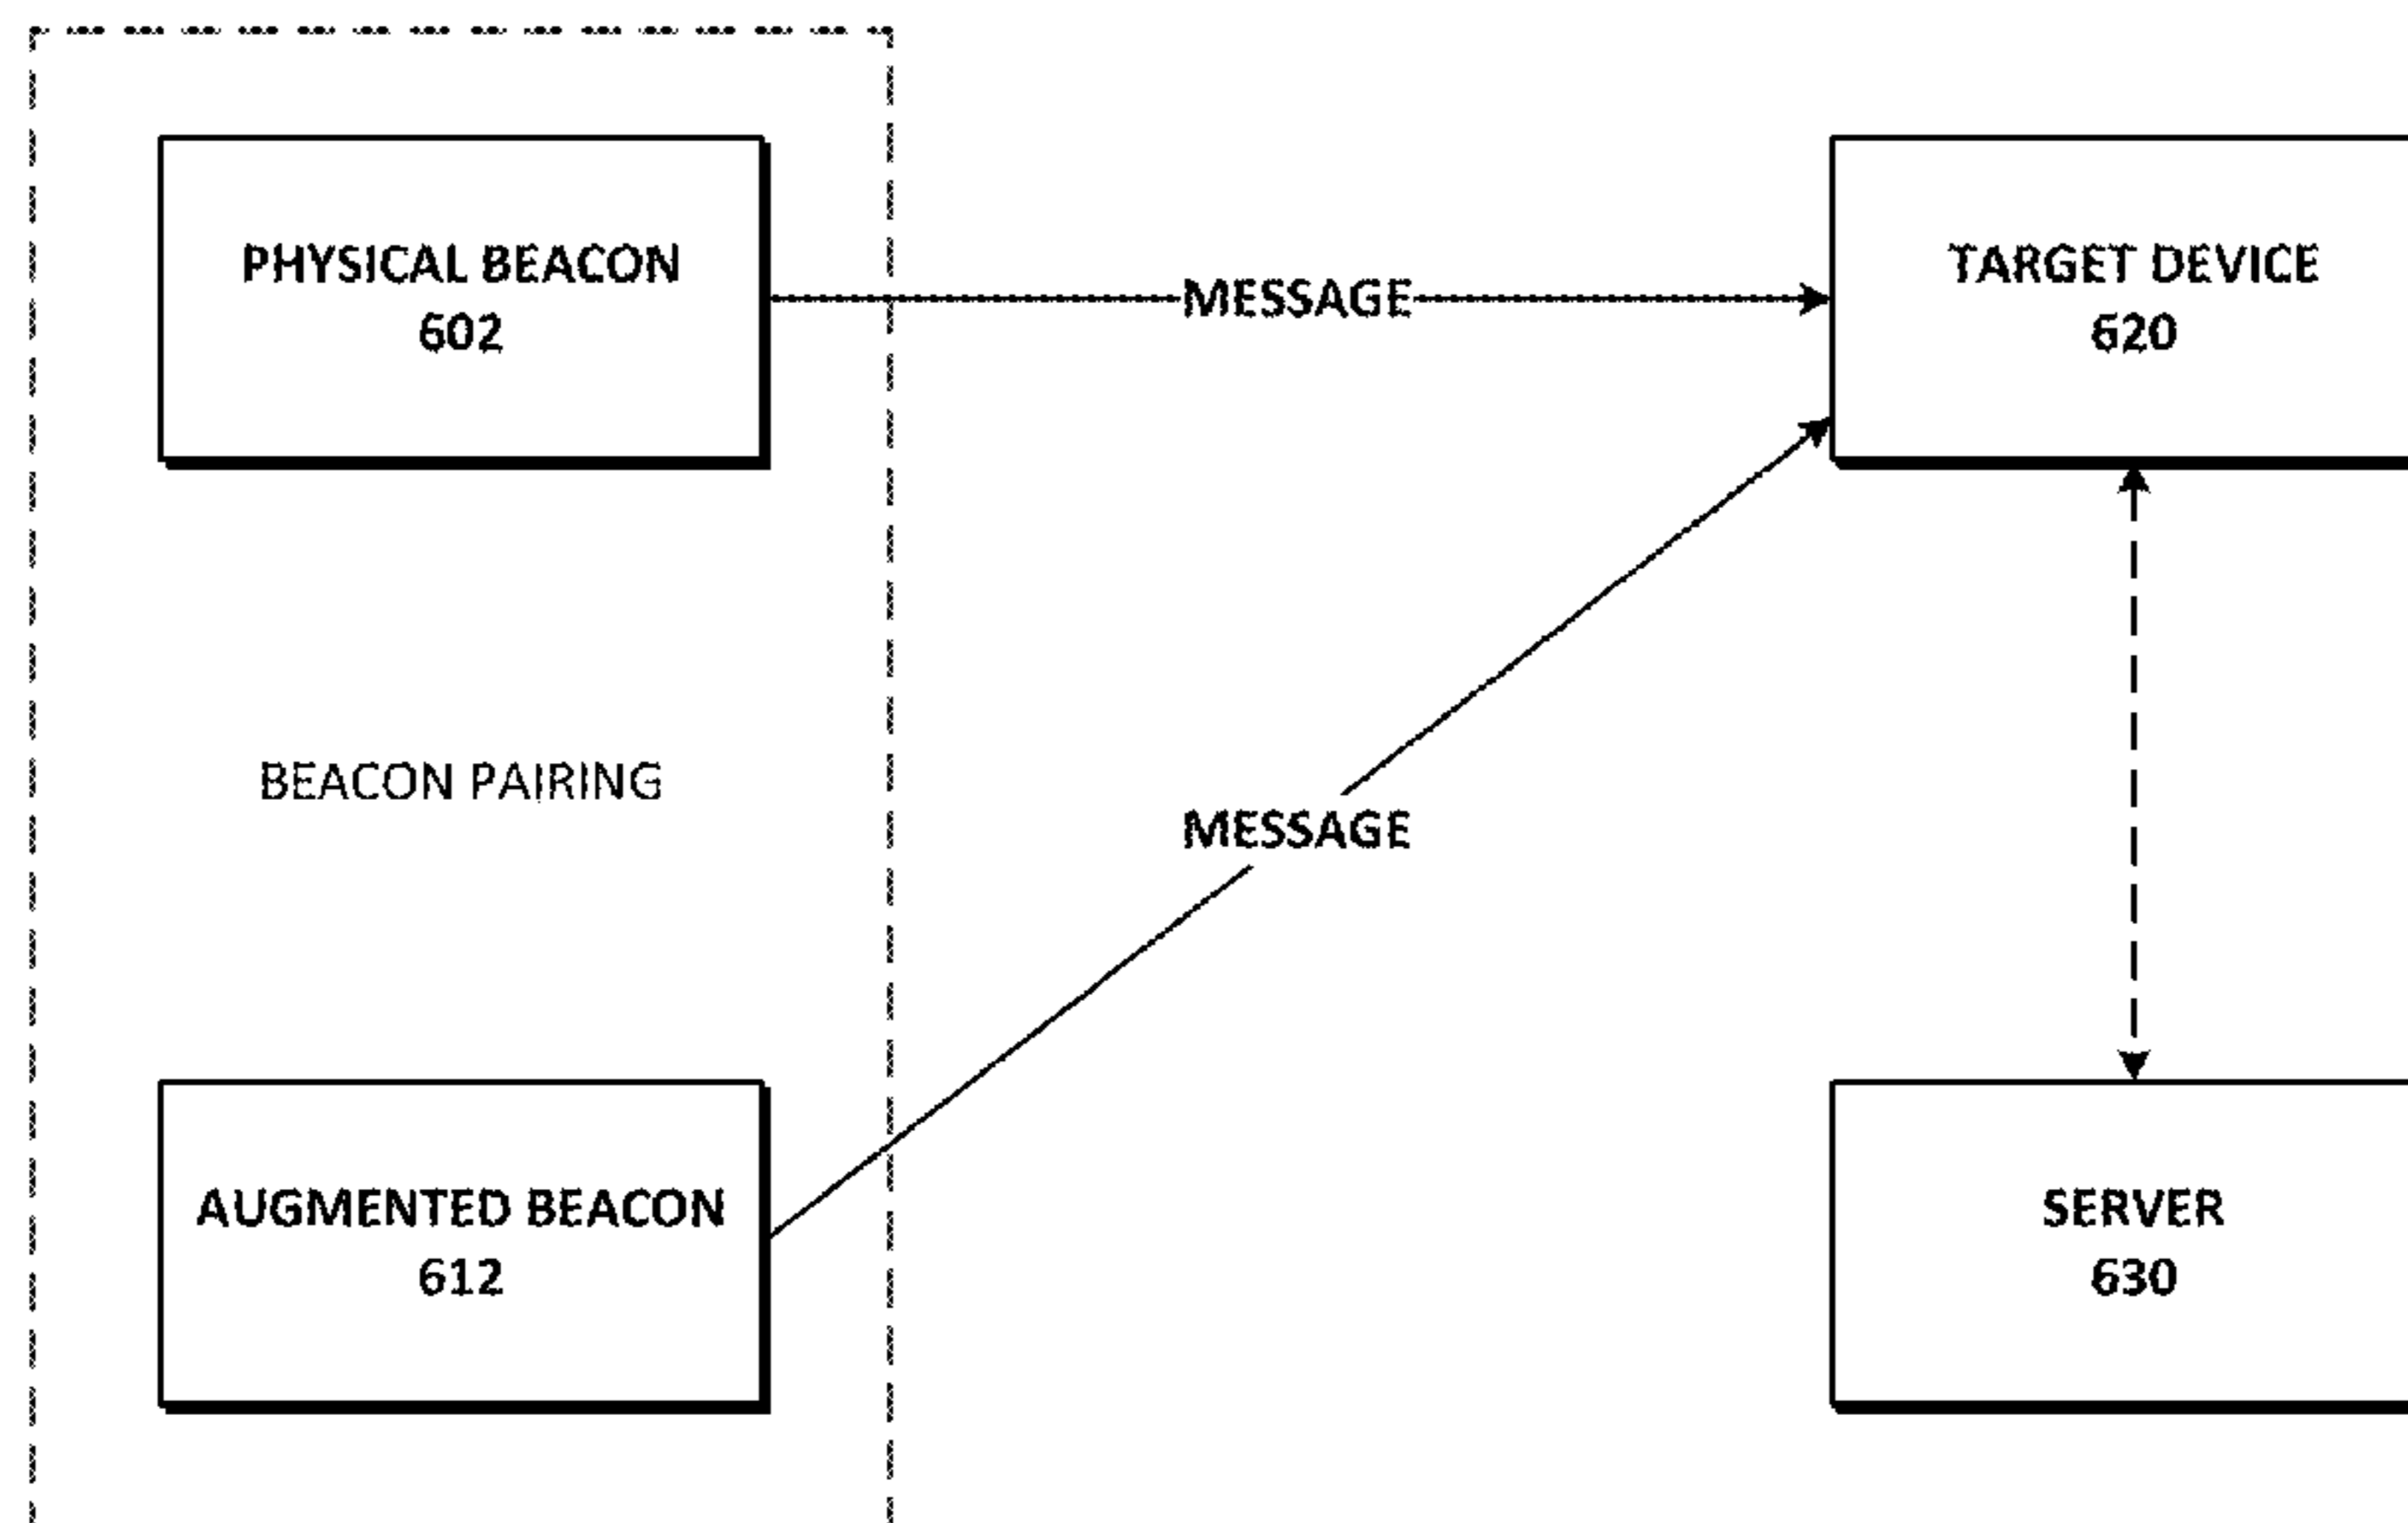 PHYSICAL BEACON
602
MESSAGE
TARGET DEVICE
620
BEACON PAIRING
MESSAGE
AUGMENTED BEACON
612
SERVER
630